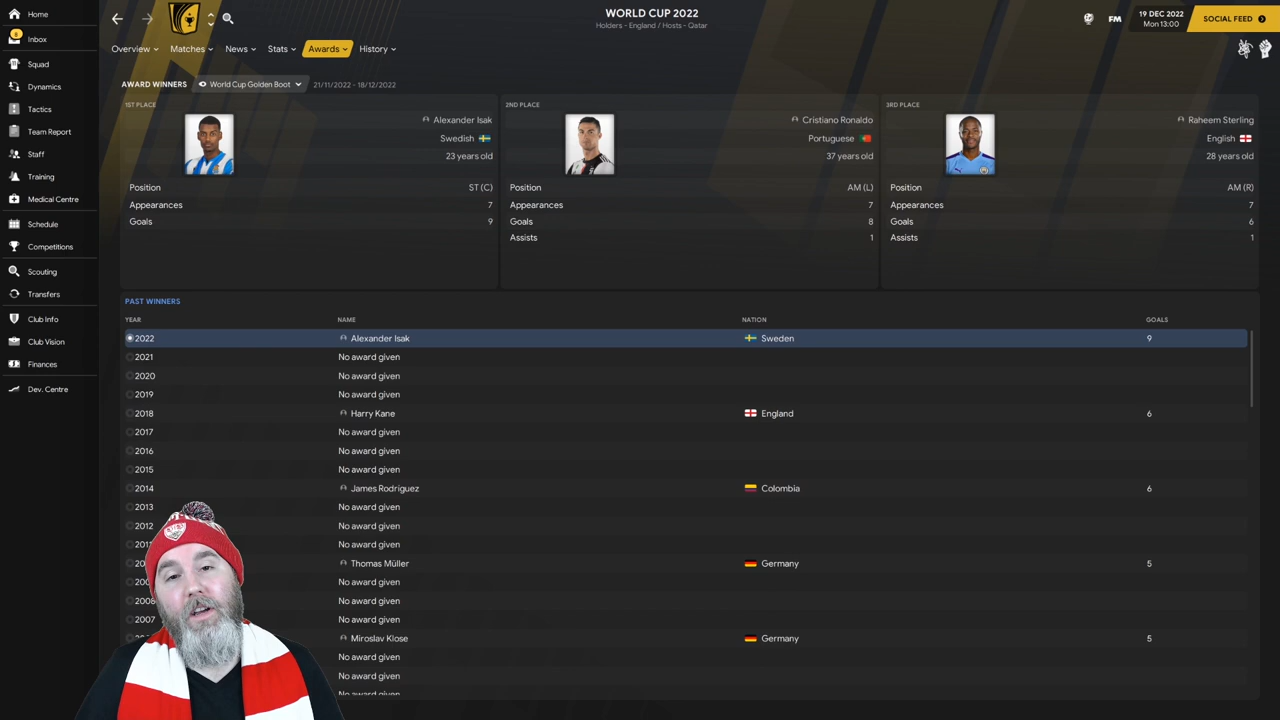 Home
Inbox
8
Squad
Dynamics
Tactics
Team Report
Staff
Training
Medical Centre
Schedule
Competitions
Scouting
Transfers
Club Info
Club Vision
Finances
Dev. Centre
WORLD CUP 2022
Holders - England / Hosts - Qatar
FM
19 DEC 2022
Mon 13:00
SOCIAL FEED
Overview
Matches
News
Stats
Awards
History
AWARD WINNERS
World Cup Golden Boot
21/11/2022 - 18/12/2022
1ST PLACE
Alexander Isak
Swedish
23 years old
Position ST (C)
Appearances 7
Goals 9
2ND PLACE
Cristiano Ronaldo
Portuguese
37 years old
Position AM (L)
Appearances 7
Goals 8
Assists 1
3RD PLACE
Raheem Sterling
English
28 years old
Position AM (R)
Appearances 7
Goals 6
Assists 1
PAST WINNERS
YEAR NAME NATION GOALS
2022 Alexander Isak Sweden 9
2021 No award given
2020 No award given
2019 No award given
2018 Harry Kane England 6
2017 No award given
2016 No award given
2015 No award given
2014 James Rodríguez Colombia 6
2013 No award given
2012 No award given
No award given
Thomas Müller Germany 5
No award given
2008 No award given
2007 No award given
Miroslav Klose Germany 5
No award given
No award given
No award given